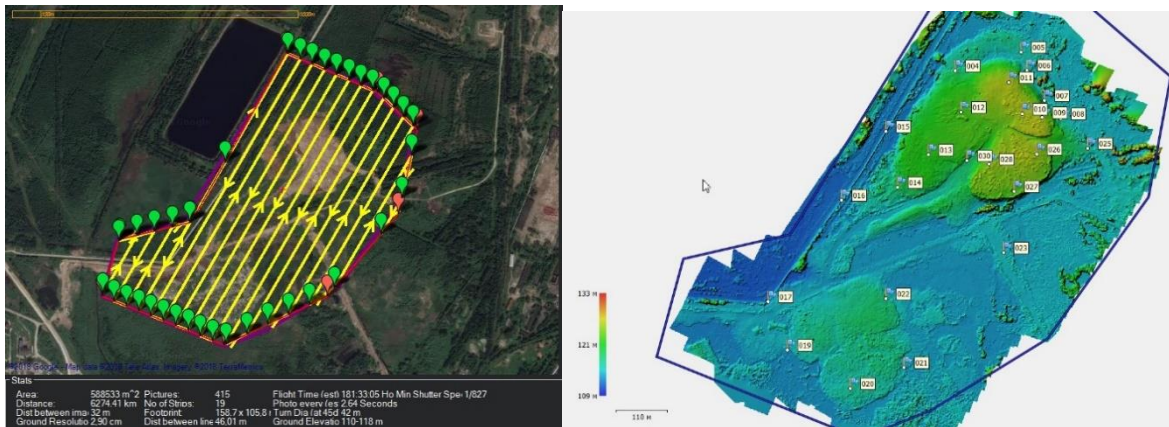 Stats
Area: 588533 m^2 Pictures: 415 Flight Time (est) 181:33:05 Ho Min Shutter Spe 1/827
Distance: 6274.41 km No of Strips: 19 Photo every (es 2.64 Seconds
Dist between ima 32 m Footprint: 158.7 x 105.8 r Turn Dia (at 45d 42 m
Ground Resolutio 2,90 cm Dist between line 46,01 m Ground Elevatio 110-118 m
005
004
006
011
007
012
010
009
008
015
013
030
028
026
025
014
027
016
023
017
022
019
021
020
133 м
121 м
109 м
110 м